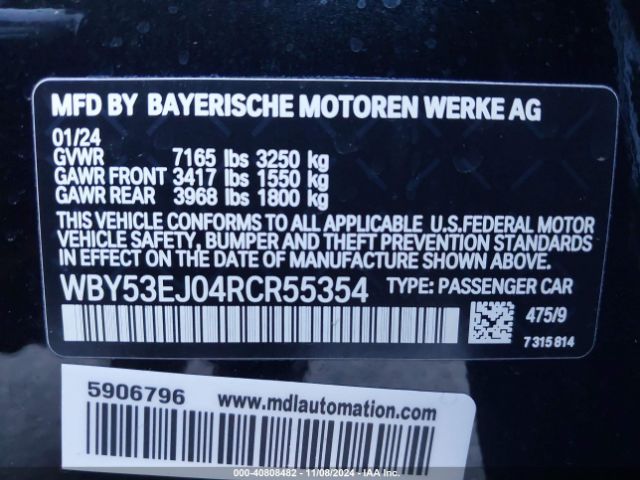 MFD BY BAYERISCHE MOTOREN WERKE AG
01/24
GVWR 7165 lbs 3250 kg
GAWR FRONT 3417 lbs 1550 kg
GAWR REAR 3968 lbs 1800 kg
THIS VEHICLE CONFORMS TO ALL APPLICABLE U.S.FEDERAL MOTOR
VEHICLE SAFETY, BUMPER AND THEFT PREVENTION STANDARDS
IN EFFECT ON THE DATE OF MANUFACTURE SHOWN ABOVE.
WBY53EJ04RCR55354 TYPE: PASSENGER CAR
475/9
7 315 814
5906796 www.mdlautomation.com
000-40808482 - 11/08/2024 - IAA Inc.